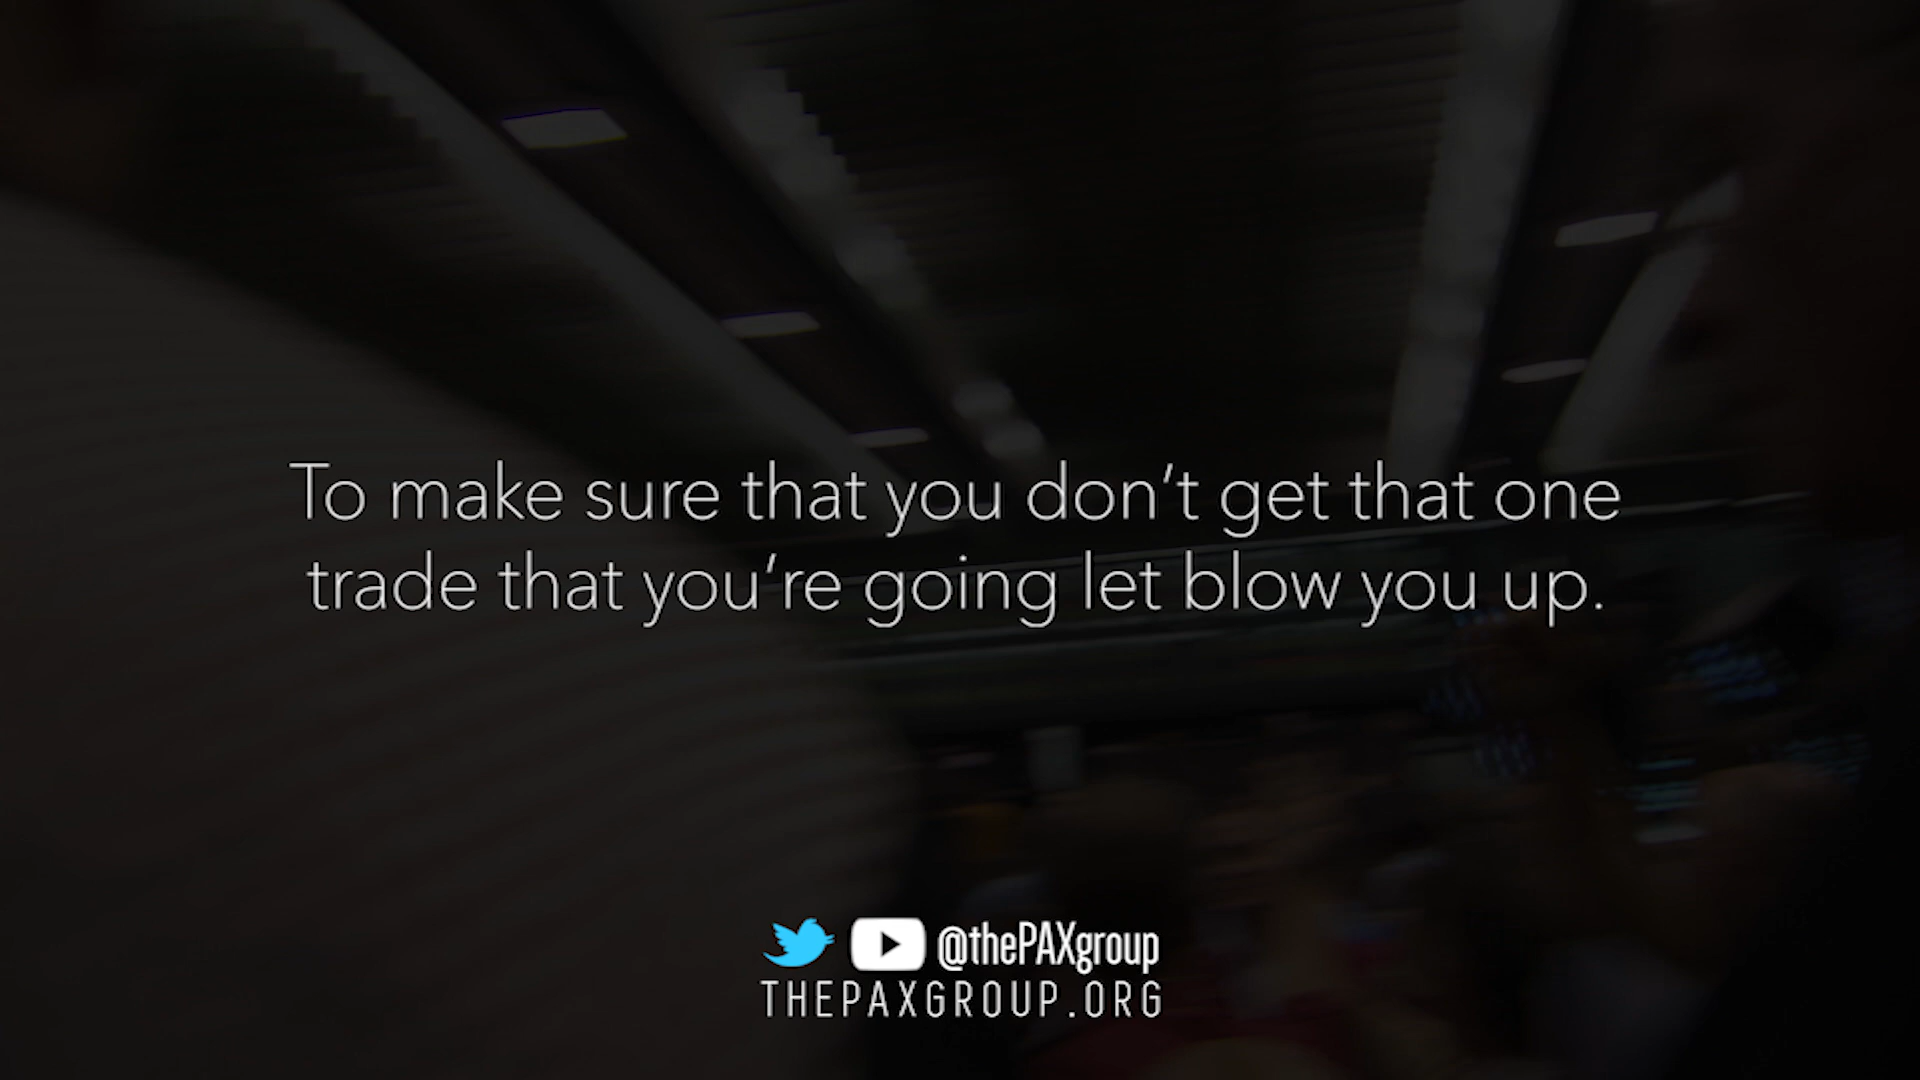 To make sure that you don’t get that one
trade that you’re going let blow you up.
@thePAXgroup
THEPAXGROUP.ORG